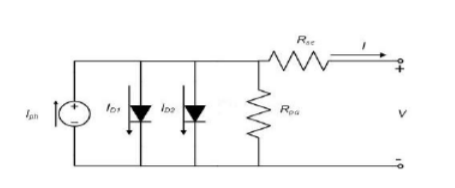 Rse
I
+
Iph
+
−
ID1
ID2
Rpa
V
-